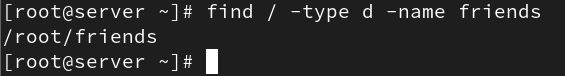 [root@server ~]# find / -type d -name friends
/root/friends
[root@server ~]#